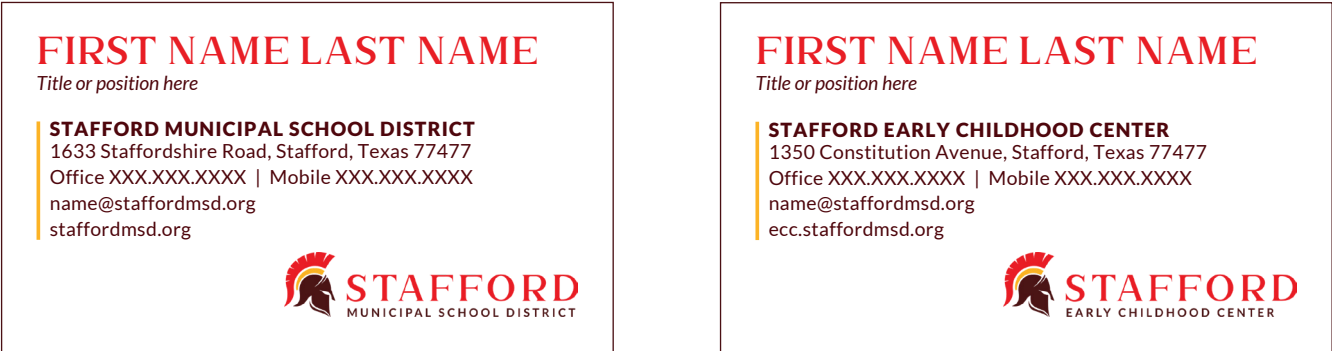 FIRST NAME LAST NAME
Title or position here
STAFFORD MUNICIPAL SCHOOL DISTRICT
1633 Staffordshire Road, Stafford, Texas 77477
Office XXX.XXX.XXXX | Mobile XXX.XXX.XXXX
name@staffordmsd.org
staffordmsd.org
STAFFORD
MUNICIPAL SCHOOL DISTRICT
FIRST NAME LAST NAME
Title or position here
STAFFORD EARLY CHILDHOOD CENTER
1350 Constitution Avenue, Stafford, Texas 77477
Office XXX.XXX.XXXX | Mobile XXX.XXX.XXXX
name@staffordmsd.org
ecc.staffordmsd.org
STAFFORD
EARLY CHILDHOOD CENTER